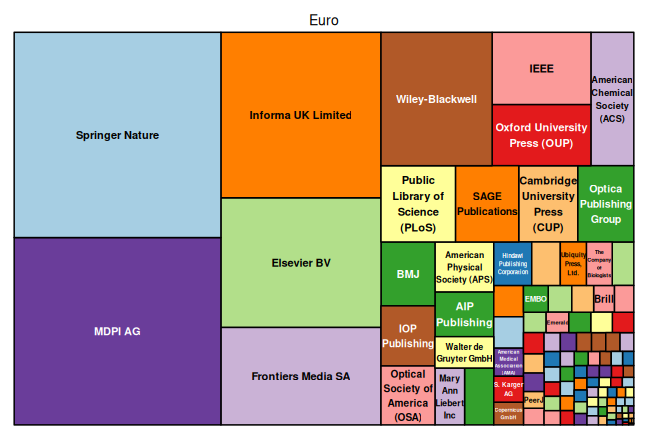 Euro
Springer Nature
MDPI AG
Informa UK Limited
Elsevier BV
Frontiers Media SA
Wiley-Blackwell
IEEE
Oxford University
Press (OUP)
American
Chemical
Society
(ACS)
Public
Library of
Science
(PLoS)
SAGE
Publications
Cambridge
University
Press
(CUP)
Optica
Publishing
Group
BMJ
IOP
Publishing
Optical
Society of
America
(OSA)
American
Physical
Society (APS)
AIP
Publishing
Walter de
Gruyter GmbH
Mary
Ann
Liebert
Inc
Hindawi
Publishing
Corporation
Ubiquity
Press,
Ltd.
The
Company
of
Biologists
EMBO
Brill
Emerald
American
Medical
Association
(AMA)
S. Karger
AG
Copernicus
GmbH
PeerJ